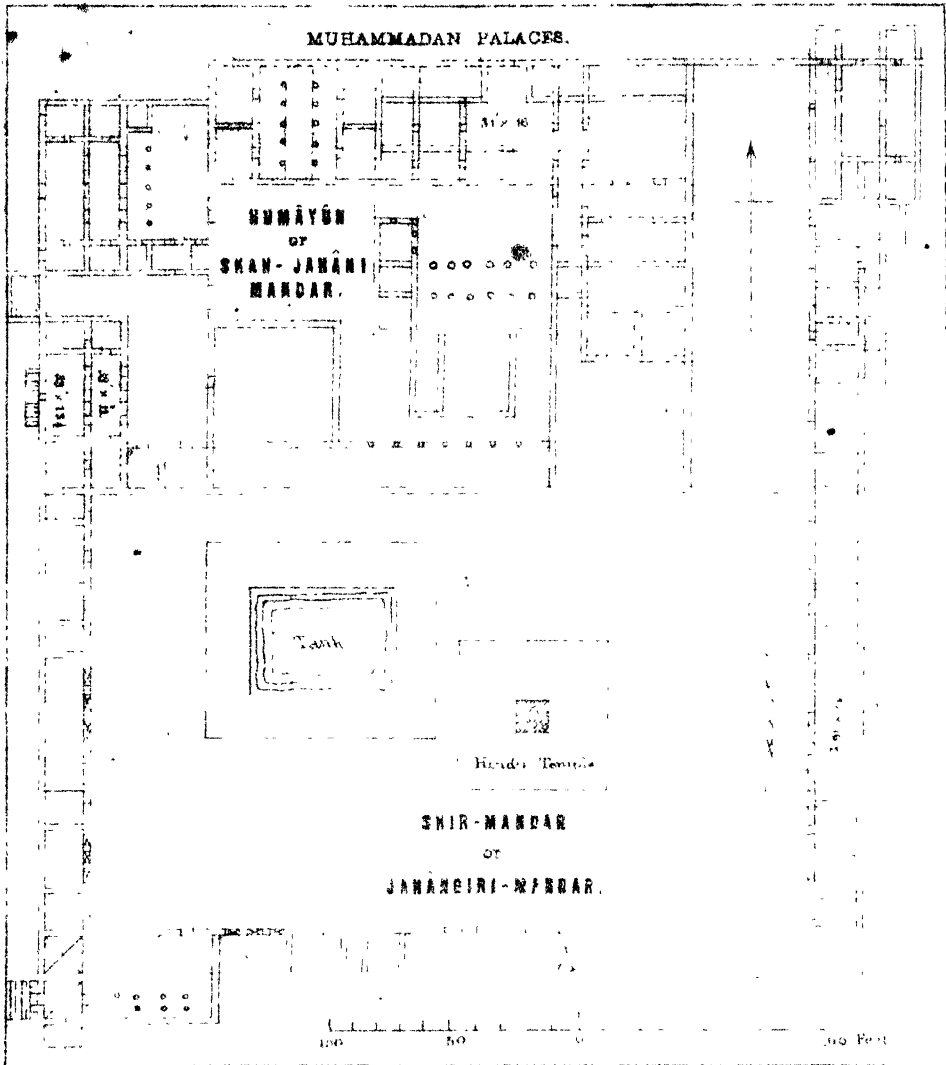 MUHAMMADAN PALACES.
31 × 16
HUMÂYÛN
or
SHAH-JAHÂNI
MANDAR.
Tank
Hindu Temple
SHIR-MANDAR
or
JAHÂNGIRI-MANDAR.
100 50 0 100 Feet